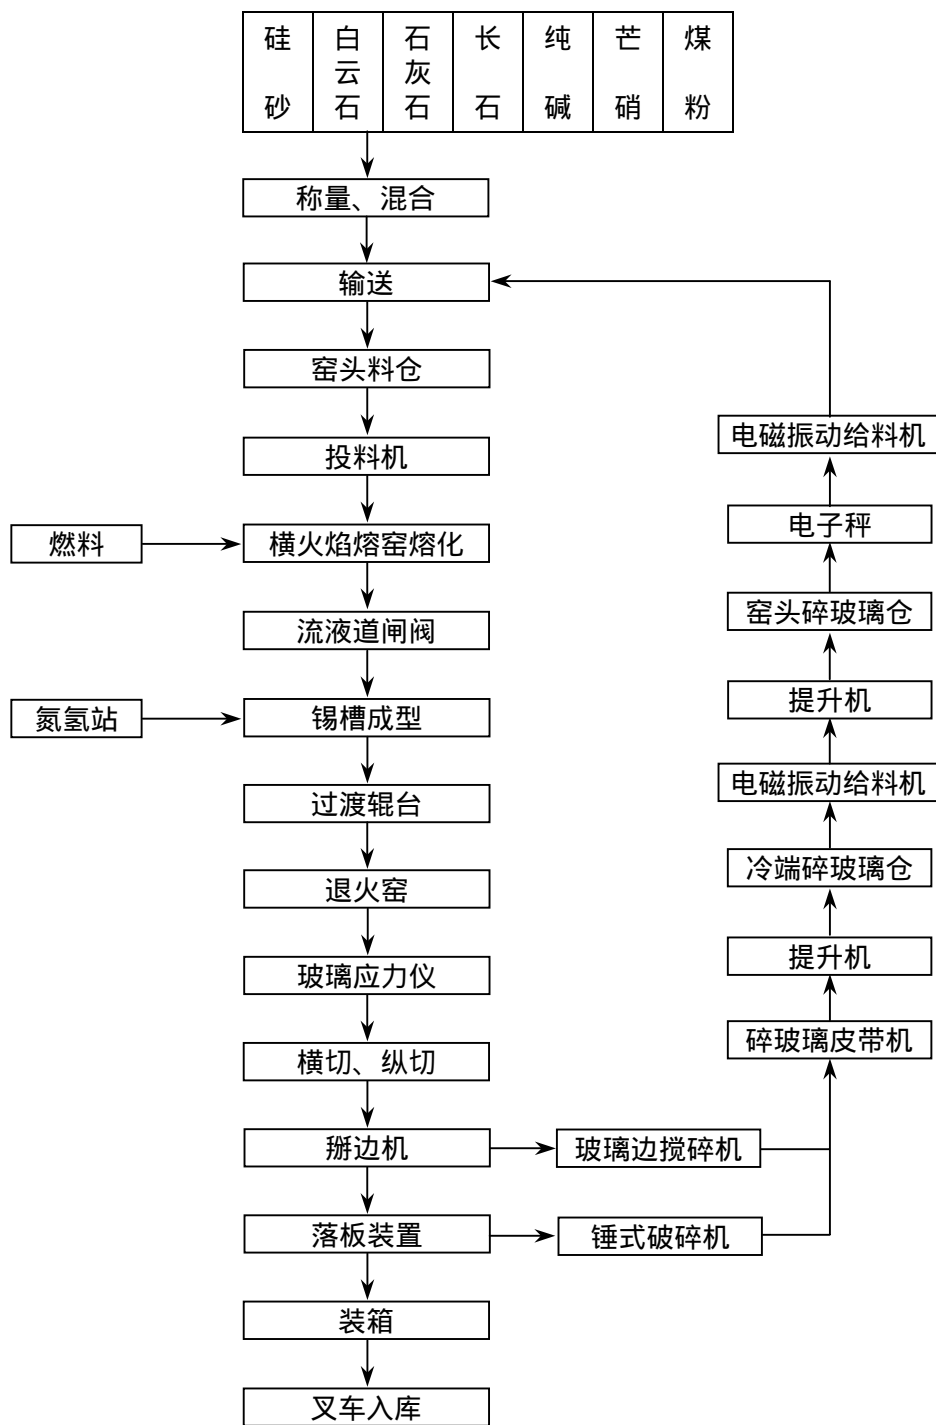 硅砂
白云石
石灰石
长石
纯碱
芒硝
煤粉
称量、混合
输送
窑头料仓
投料机
燃料
横火焰熔窑熔化
流液道闸阀
氮氢站
锡槽成型
过渡辊台
退火窑
玻璃应力仪
横切、纵切
掰边机
玻璃边搅碎机
落板装置
锤式破碎机
装箱
叉车入库
电磁振动给料机
电子秤
窑头碎玻璃仓
提升机
电磁振动给料机
冷端碎玻璃仓
提升机
碎玻璃皮带机